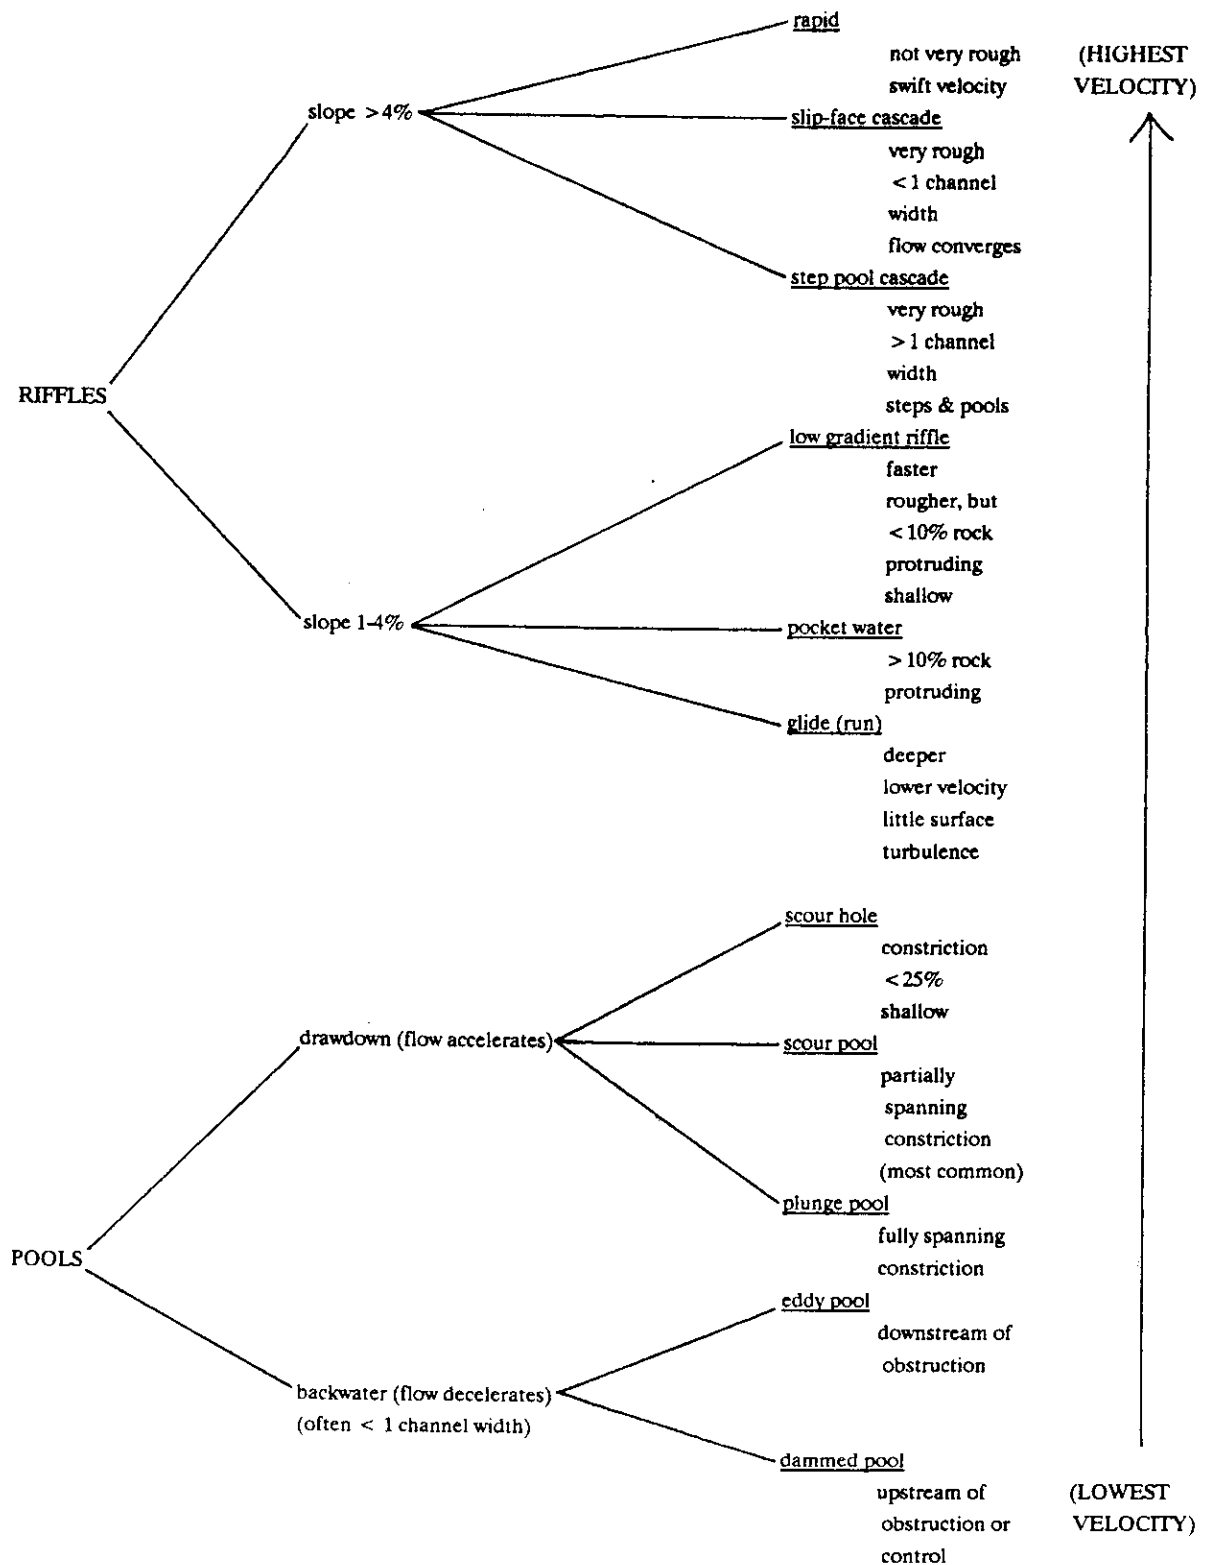 rapid
not very rough
swift velocity
(HIGHEST
VELOCITY)
slope >4%
slip-face cascade
very rough
<1 channel
width
flow converges
step pool cascade
very rough
>1 channel
width
steps & pools
RIFFLES
low gradient riffle
faster
rougher, but
<10% rock
protruding
shallow
slope 1-4%
pocket water
>10% rock
protruding
glide (run)
deeper
lower velocity
little surface
turbulence
scour hole
constriction
<25%
shallow
drawdown (flow accelerates)
scour pool
partially
spanning
constriction
(most common)
plunge pool
fully spanning
constriction
POOLS
eddy pool
downstream of
obstruction
backwater (flow decelerates)
(often < 1 channel width)
dammed pool
upstream of
obstruction or
control
(LOWEST
VELOCITY)